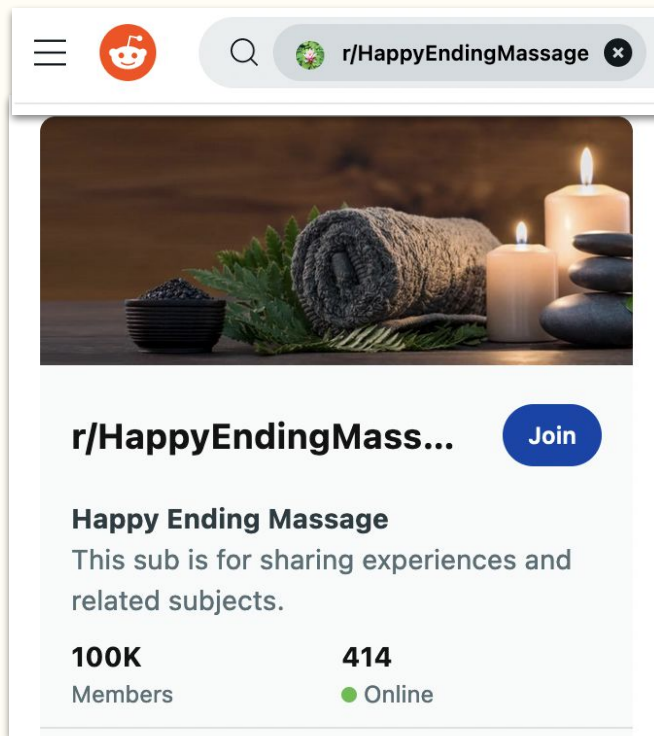 r/HappyEndingMassage
r/HappyEndingMass...
Join
Happy Ending Massage
This sub is for sharing experiences and
related subjects.
100K
414
Members
Online